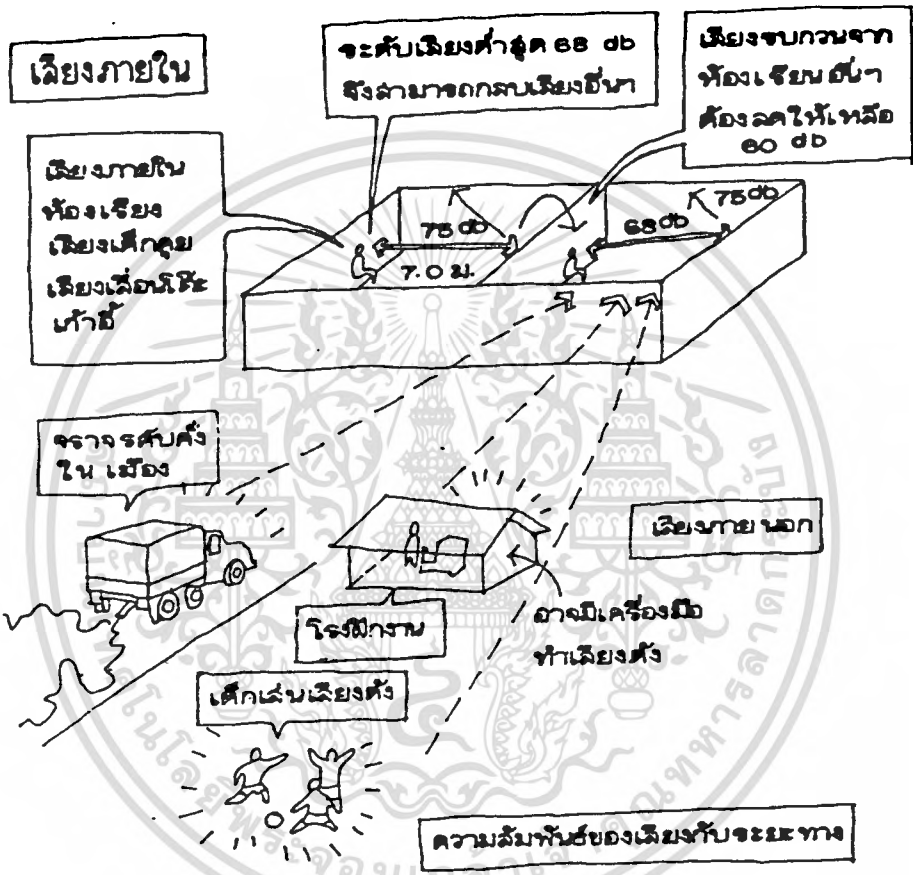 เสียงภายใน
ระดับเสียงต่ำสุด 68 db
จึงสามารถกลบเสียงอื่นๆ
เสียงรบกวนจาก
ห้องเรียนอื่นๆ
ต้องลดให้เหลือ
60 db
เสียงภายใน
ห้องเรียง
เสียงเด็กคุย
เสียงเลื่อนโต๊ะ
เก้าอี้
75 db
7.0 ม.
68 db
75 db
จราจรคับคั่ง
ใน เมือง
เสียงภายนอก
โรงฝึกงาน
อาจมีเครื่องมือ
ทำเสียงดัง
เด็กเล่นเสียงดัง
ความสัมพันธ์ของเสียงกับระยะทาง